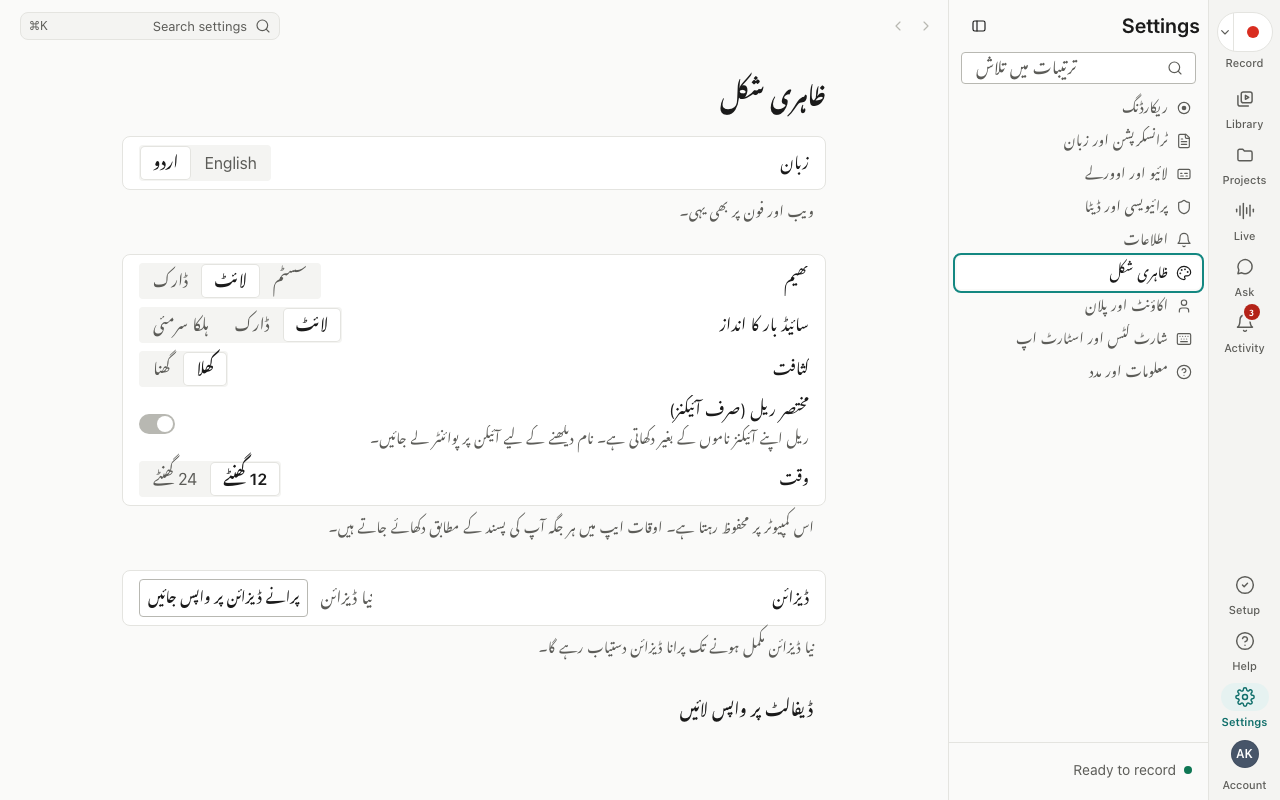 Record
Library
Projects
Live
Ask
3
Activity
Setup
Help
Settings
AK
Account
Settings
ترتیبات میں تلاش
ریکارڈنگ
ٹرانسکرپشن اور زبان
لائیو اور اوورلے
پرائیویسی اور ڈیٹا
اطلاعات
ظاہری شکل
اکاؤنٹ اور پلان
شارٹ کٹس اور اسٹارٹ اپ
معلومات اور مدد
Ready to record
Search settings ⌘K
ظاہری شکل
زبان English اردو
ویب اور فون پر بھی یہی۔
تھیم سسٹم لائٹ ڈارک
سائیڈ بار کا انداز لائٹ ڈارک ہلکا سرمئی
کثافت کھلا گھنا
مختصر ریل (صرف آئیکنز)
ریل اپنے آئیکنز ناموں کے بغیر دکھاتی ہے۔ نام دیکھنے کے لیے آئیکن پر پوائنٹر لے جائیں۔
وقت 12 گھنٹے 24 گھنٹے
اس کمپیوٹر پر محفوظ رہتا ہے۔ اوقات ایپ میں ہر جگہ آپ کی پسند کے مطابق دکھائے جاتے ہیں۔
ڈیزائن نیا ڈیزائن پرانے ڈیزائن پر واپس جائیں
نیا ڈیزائن مکمل ہونے تک پرانا ڈیزائن دستیاب رہے گا۔
ڈیفالٹ پر واپس لائیں